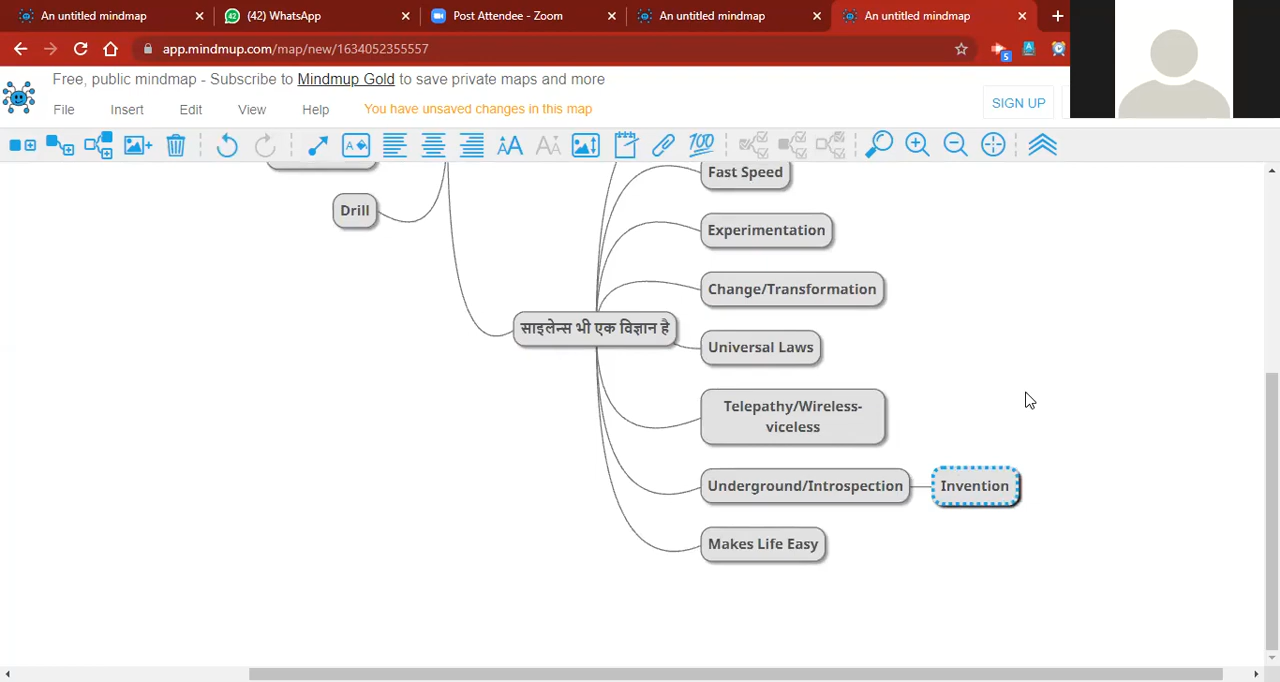 An untitled mindmap
(42) WhatsApp
Post Attendee - Zoom
An untitled mindmap
An untitled mindmap
app.mindmup.com/map/new/1634052355557
Free, public mindmap - Subscribe to Mindmup Gold to save private maps and more
File Insert Edit View Help You have unsaved changes in this map
SIGN UP
Fast Speed
Drill
Experimentation
Change/Transformation
साइलेन्स भी एक विज्ञान है
Universal Laws
Telepathy/Wireless-
viceless
Underground/Introspection
Invention
Makes Life Easy